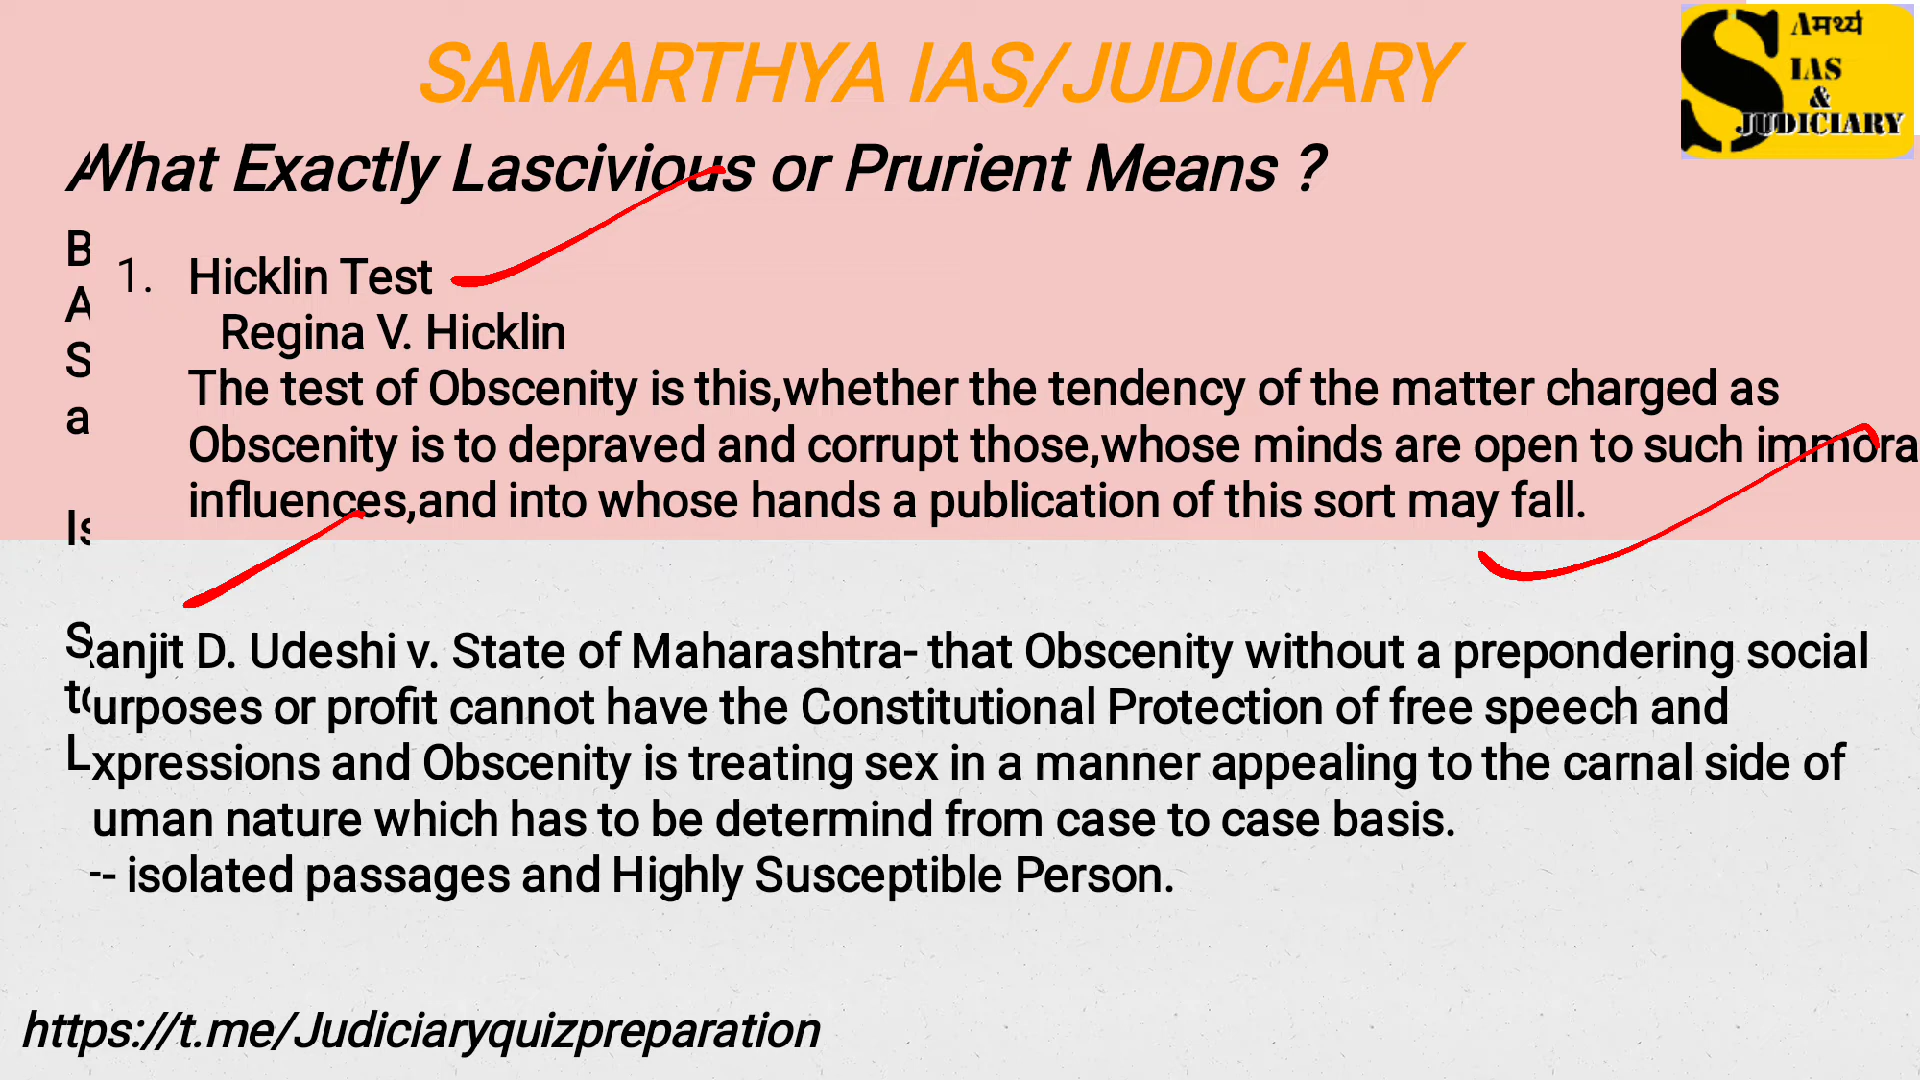 SAMARTHYA IAS/JUDICIARY
Aमर्थ्य
IAS
&
JUDICIARY
What Exactly Lascivious or Prurient Means ?
1. Hicklin Test
Regina V. Hicklin
The test of Obscenity is this,whether the tendency of the matter charged as
Obscenity is to depraved and corrupt those,whose minds are open to such immora
influences,and into whose hands a publication of this sort may fall.
anjit D. Udeshi v. State of Maharashtra- that Obscenity without a prepondering social
urposes or profit cannot have the Constitutional Protection of free speech and
xpressions and Obscenity is treating sex in a manner appealing to the carnal side of
uman nature which has to be determind from case to case basis.
-- isolated passages and Highly Susceptible Person.
https://t.me/Judiciaryquizpreparation